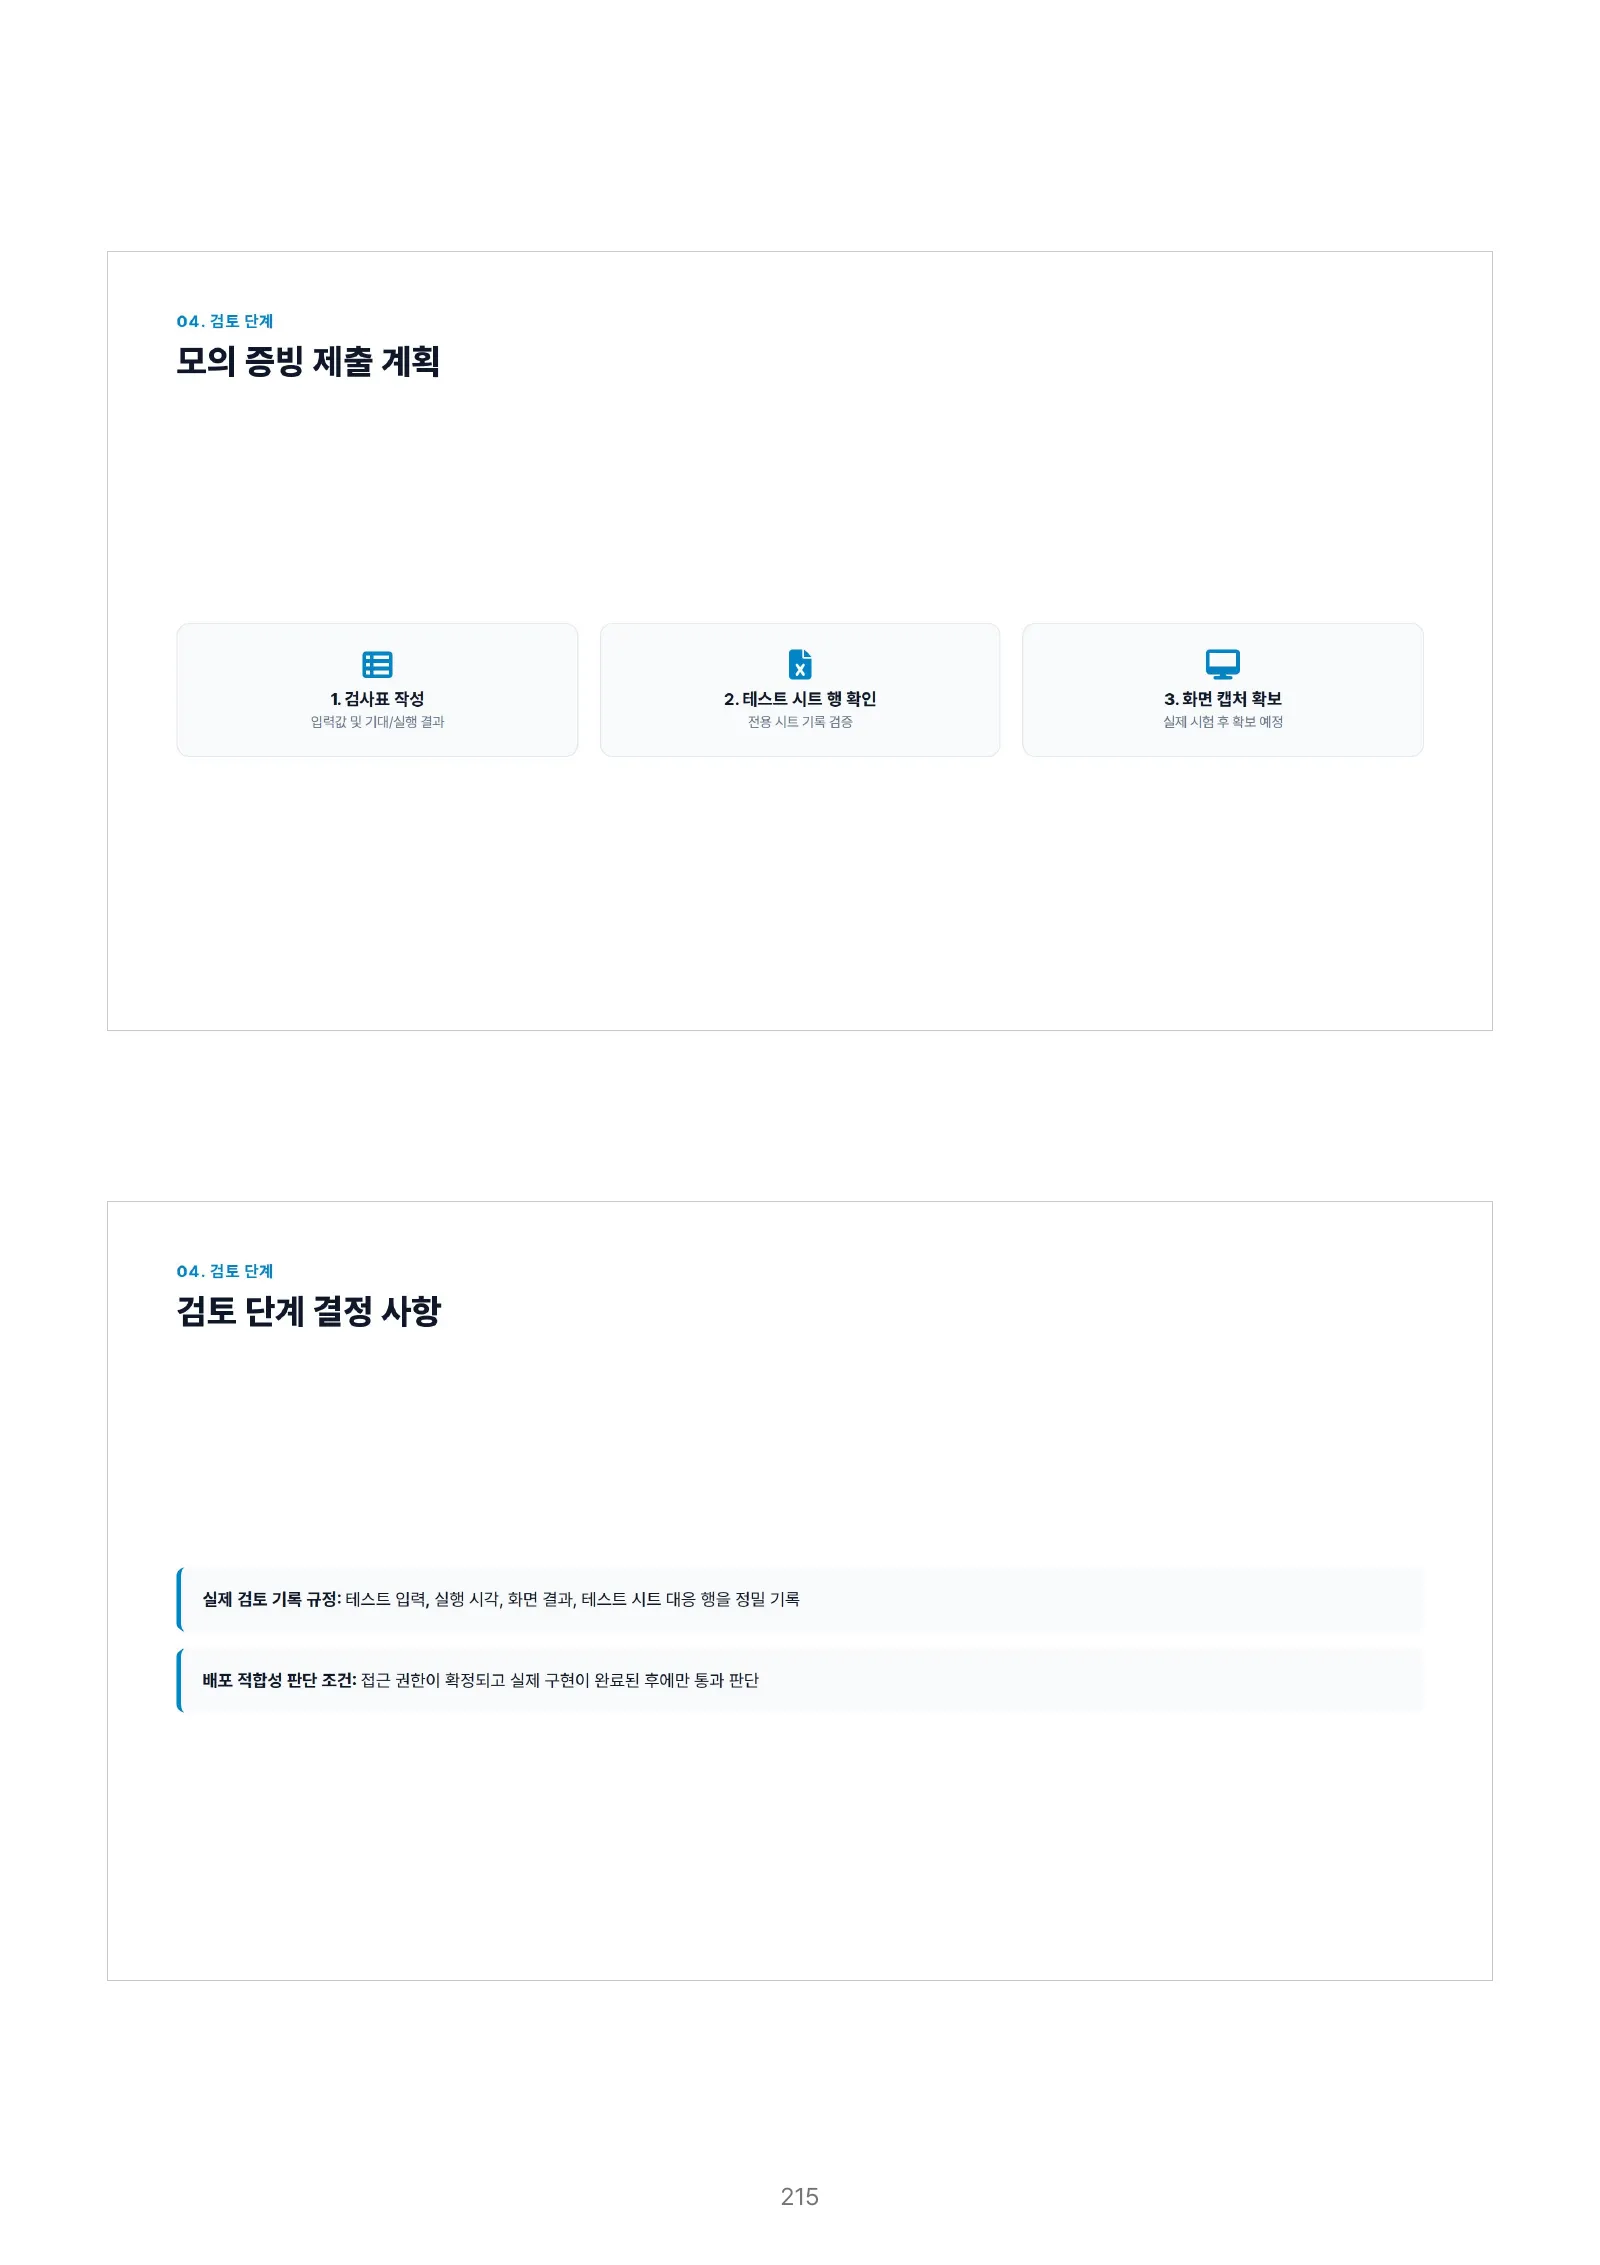 04. 검토 단계
모의 증빙 제출 계획
1. 검사표 작성
입력값 및 기대/실행 결과
2. 테스트 시트 행 확인
전용 시트 기록 검증
3. 화면 캡처 확보
실제 시험 후 확보 예정
04. 검토 단계
검토 단계 결정 사항
실제 검토 기록 규정: 테스트 입력, 실행 시각, 화면 결과, 테스트 시트 대응 행을 정밀 기록
배포 적합성 판단 조건: 접근 권한이 확정되고 실제 구현이 완료된 후에만 통과 판단
215